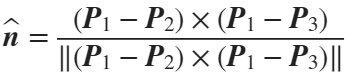 n̂ = (P₁ − P₂) × (P₁ − P₃) / ‖(P₁ − P₂) × (P₁ − P₃)‖